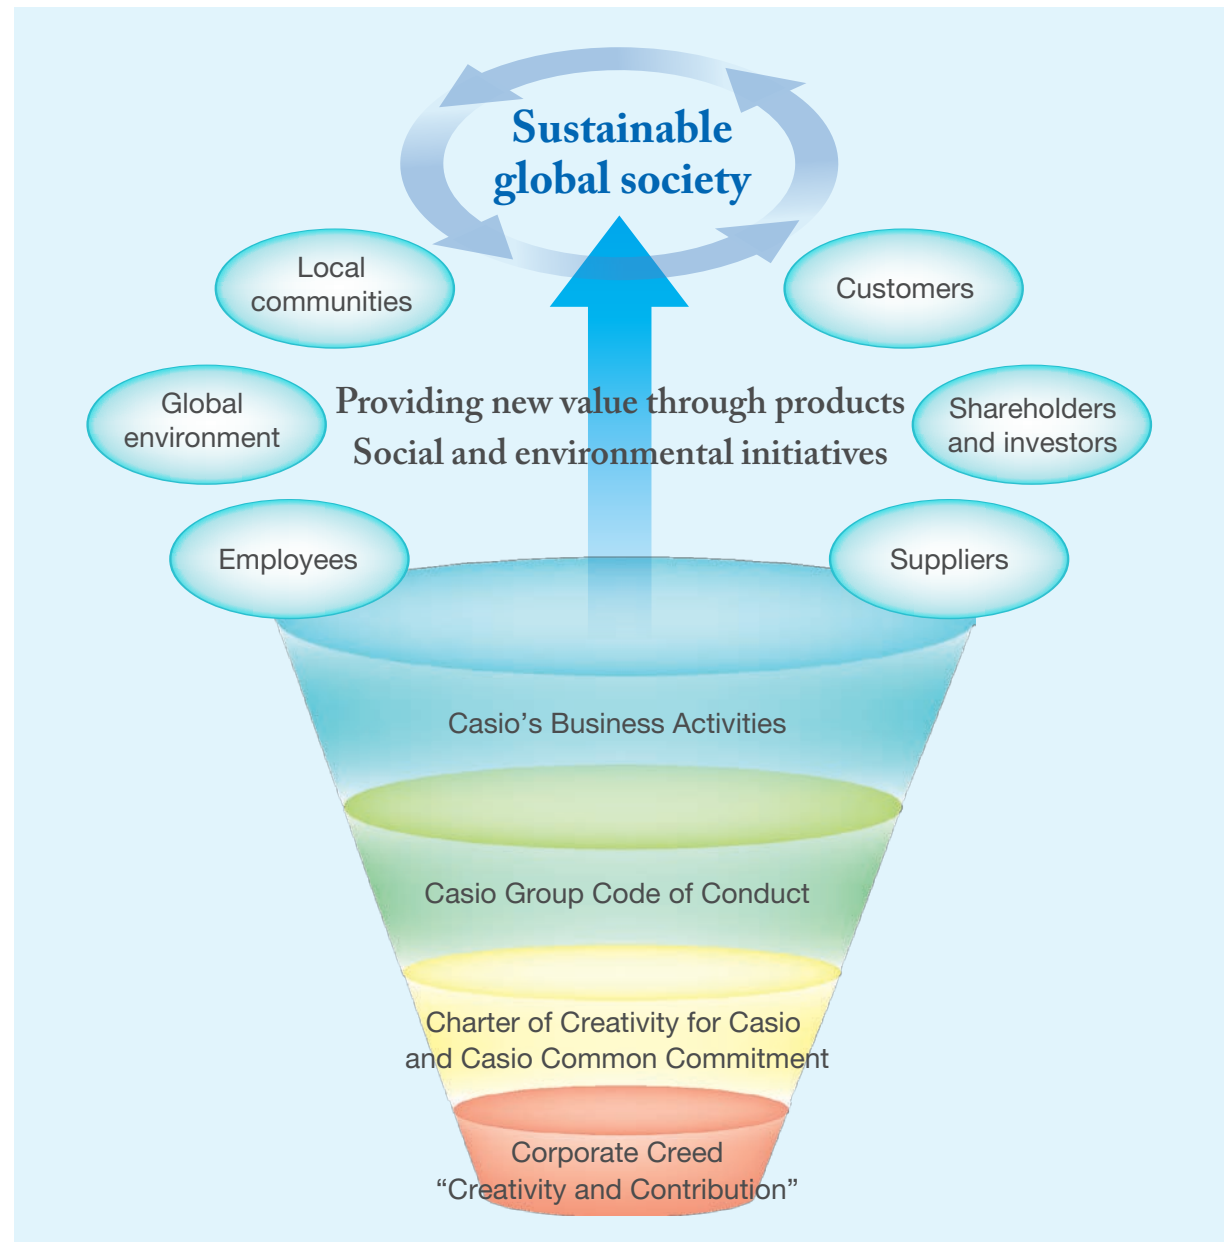 Sustainable
global society
Local
communities
Customers
Global
environment
Providing new value through products
Social and environmental initiatives
Shareholders
and investors
Employees
Suppliers
Casio’s Business Activities
Casio Group Code of Conduct
Charter of Creativity for Casio
and Casio Common Commitment
Corporate Creed
“Creativity and Contribution”